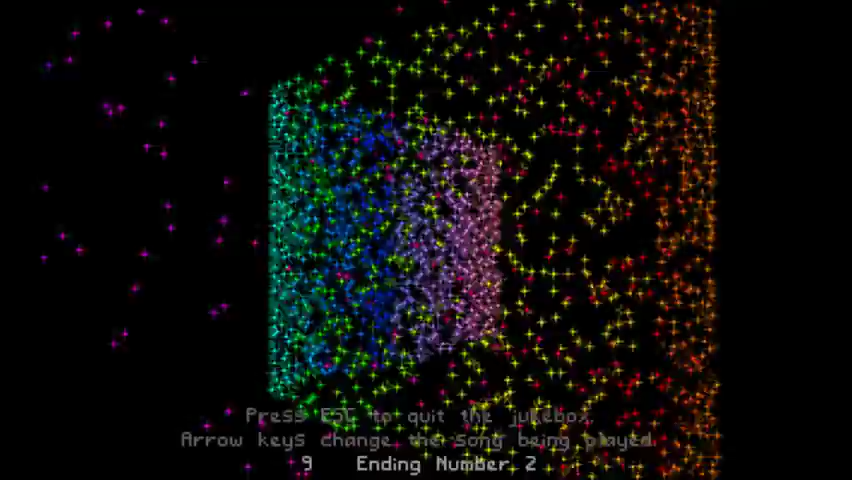 Press ESC to quit the jukebox.
Arrow keys change the song being played.
9 Ending Number 2